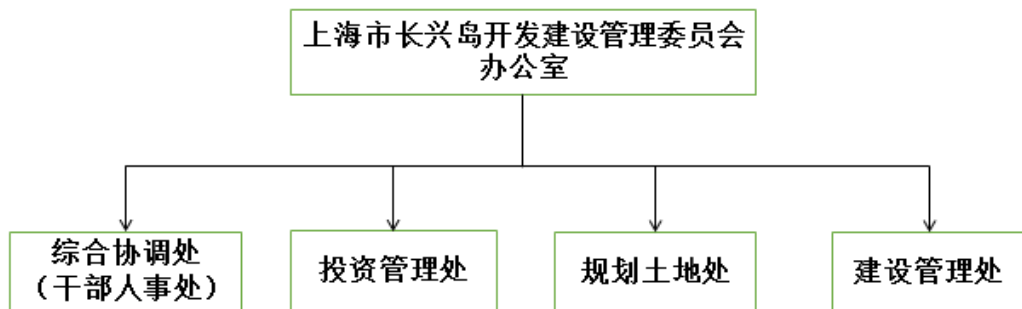 上海市长兴岛开发建设管理委员会
办公室
综合协调处
（干部人事处）
投资管理处
规划土地处
建设管理处